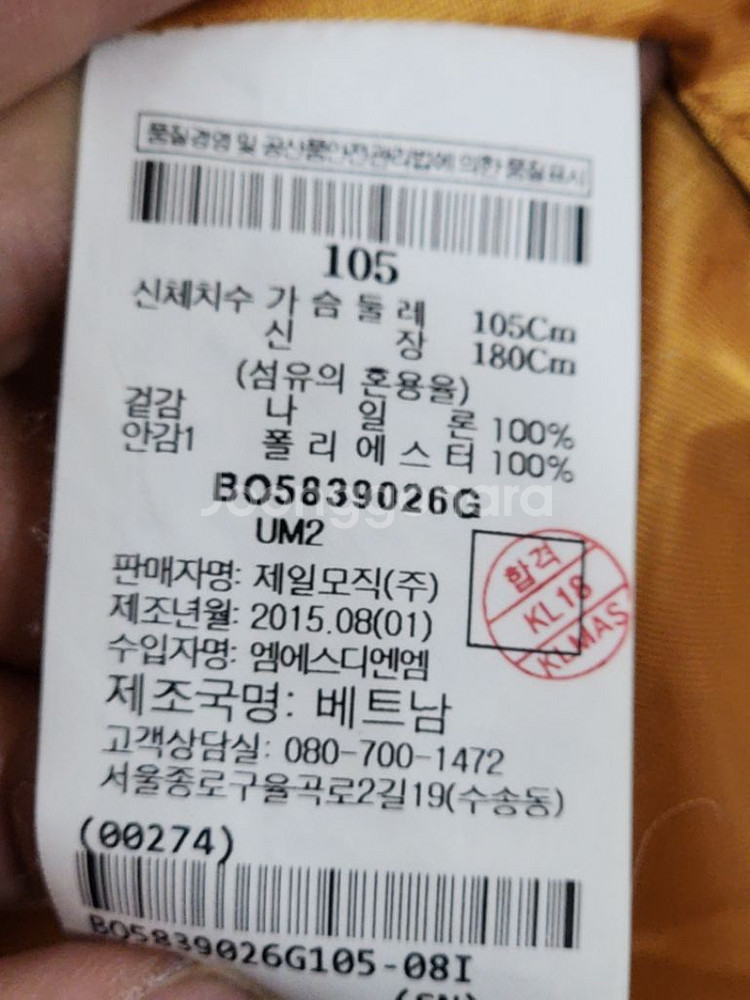 품질경영 및 공산품안전관리법에 의한 품질표시
105
신체치수 가슴둘레 105Cm
신장 180Cm
(섬유의 혼용율)
겉감 나일론 100%
안감1 폴리에스터 100%
BO5839026G
UM2
판매자명: 제일모직(주)
합격
KL18
KLMAS
제조년월: 2015.08(01)
수입자명: 엠에스디엔엠
제조국명: 베트남
고객상담실: 080-700-1472
서울종로구율곡로2길19(수송동)
(00274)
BO5839026G105-08I